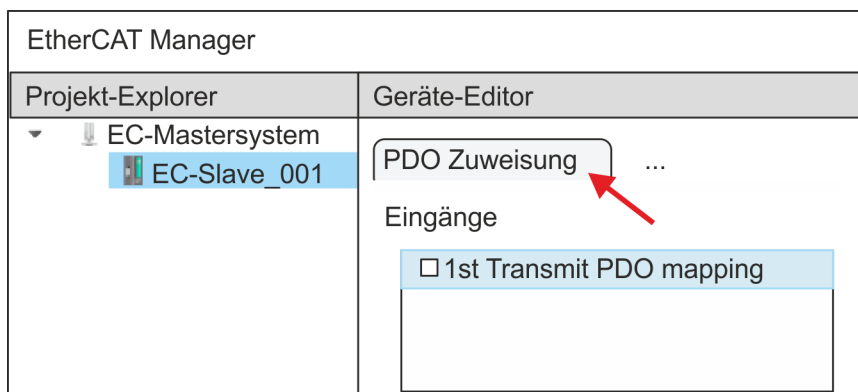 EtherCAT Manager
Projekt-Explorer
Geräte-Editor
EC-Mastersystem
EC-Slave_001
PDO Zuweisung ...
Eingänge
1st Transmit PDO mapping